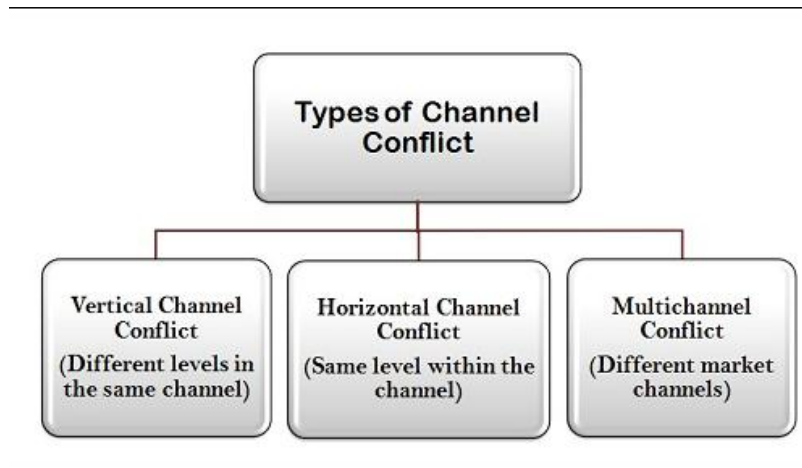 Types of Channel
Conflict
Vertical Channel
Conflict
(Different levels in
the same channel)
Horizontal Channel
Conflict
(Same level within the
channel)
Multichannel
Conflict
(Different market
channels)